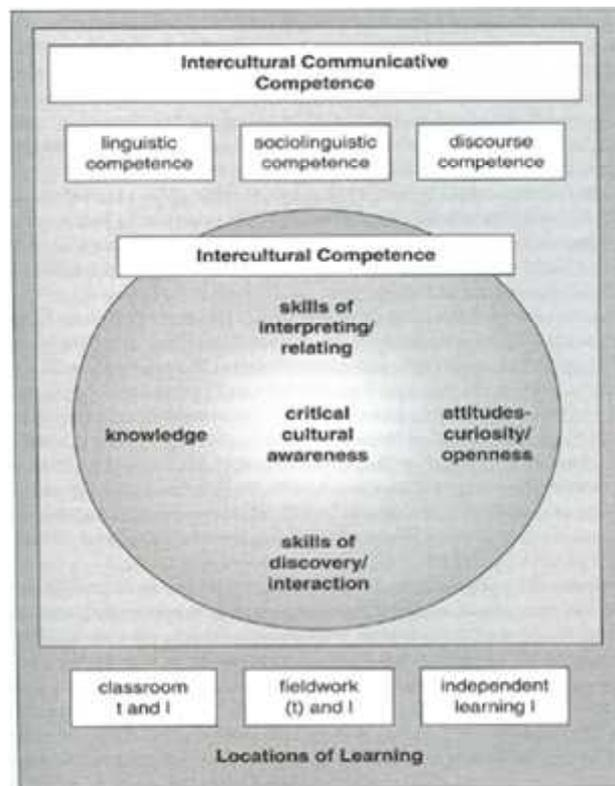 Intercultural Communicative
Competence
linguistic
competence
sociolinguistic
competence
discourse
competence
Intercultural Competence
skills of
interpreting/
relating
knowledge
critical
cultural
awareness
attitudes-
curiosity/
openness
skills of
discovery/
interaction
classroom
t and l
fieldwork
(t) and l
independent
learning l
Locations of Learning